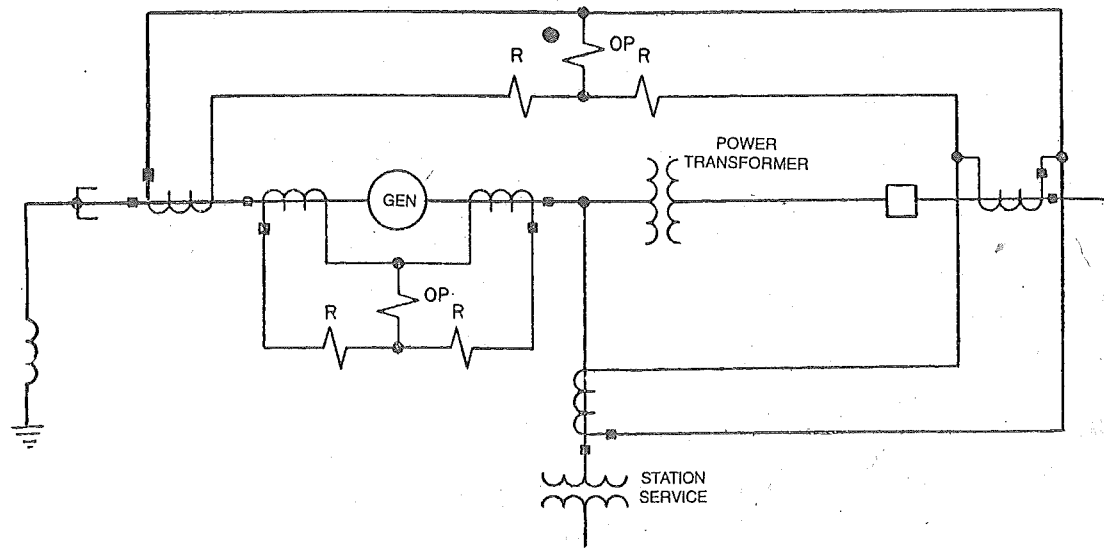 OP
R
R
POWER
TRANSFORMER
GEN
OP
R
R
STATION
SERVICE